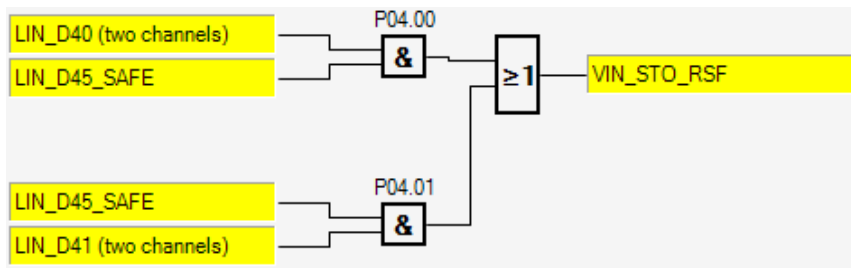 P04.00
LIN_D40 (two channels)
&
LIN_D45_SAFE
≥1
VIN_STO_RSF
P04.01
LIN_D45_SAFE
&
LIN_D41 (two channels)